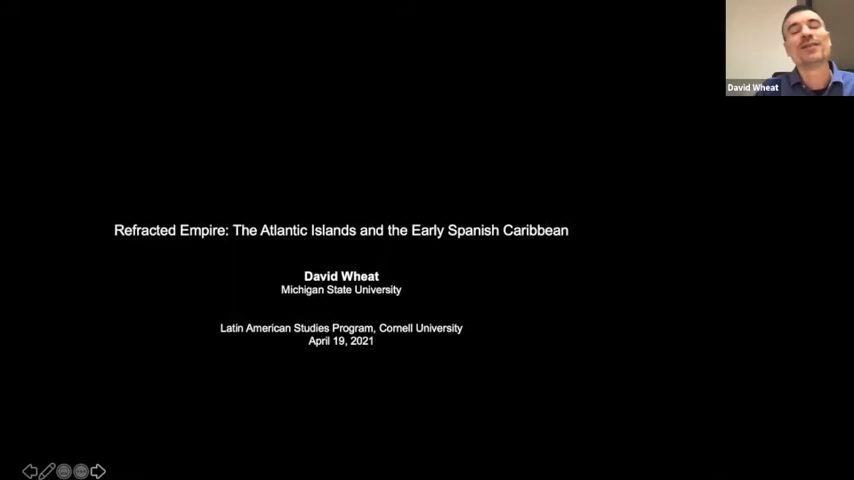 David Wheat
Refracted Empire: The Atlantic Islands and the Early Spanish Caribbean
David Wheat
Michigan State University
Latin American Studies Program, Cornell University
April 19, 2021